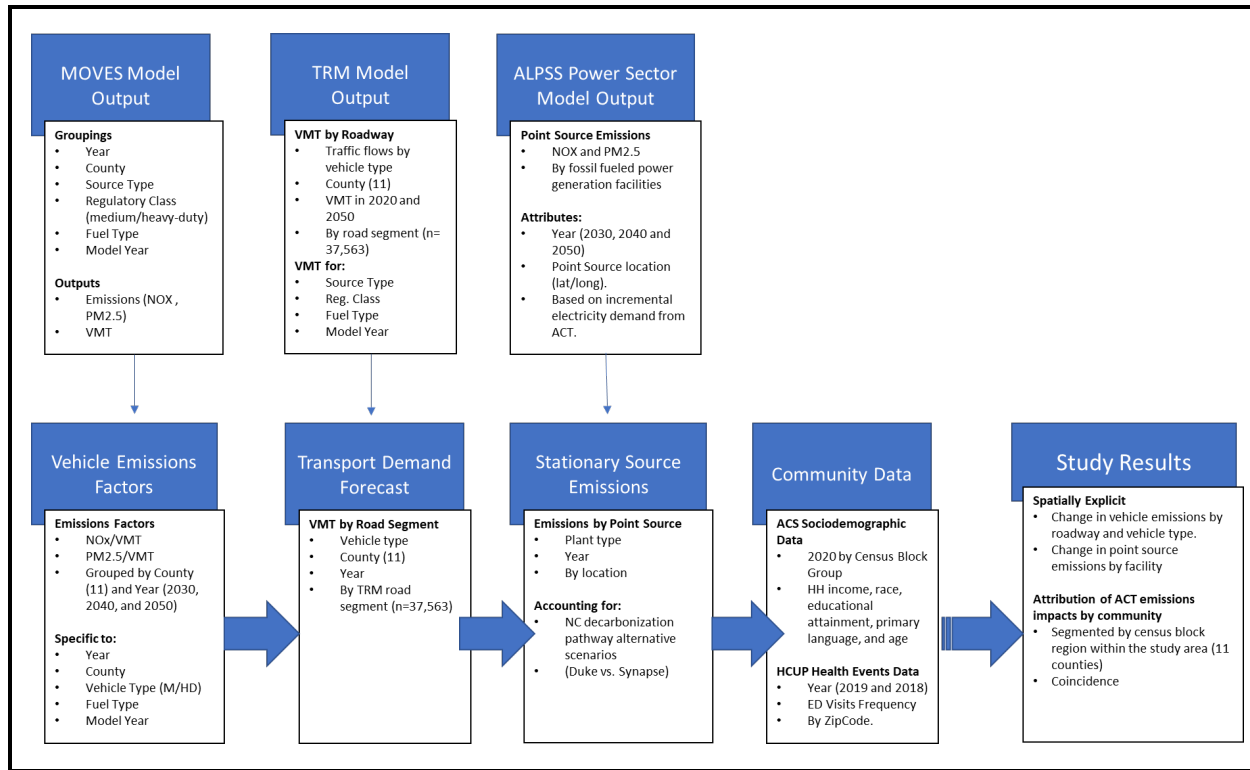 MOVES Model
Output
Groupings
• Year
• County
• Source Type
• Regulatory Class
(medium/heavy-duty)
• Fuel Type
• Model Year
Outputs
• Emissions (NOX ,
PM2.5)
• VMT
TRM Model
Output
VMT by Roadway
• Traffic flows by
vehicle type
• County (11)
• VMT in 2020 and
2050
• By road segment (n=
37,563)
VMT for:
• Source Type
• Reg. Class
• Fuel Type
• Model Year
ALPSS Power Sector
Model Output
Point Source Emissions
• NOX and PM2.5
• By fossil fueled power
generation facilities
Attributes:
• Year (2030, 2040 and
2050)
• Point Source location
(lat/long).
• Based on incremental
electricity demand from
ACT.
Vehicle Emissions
Factors
Emissions Factors
• NOx/VMT
• PM2.5/VMT
• Grouped by County
(11) and Year (2030,
2040, and 2050)
Specific to:
• Year
• County
• Vehicle Type (M/HD)
• Fuel Type
• Model Year
Transport Demand
Forecast
VMT by Road Segment
• Vehicle type
• County (11)
• Year
• By TRM road
segment (n=37,563)
Stationary Source
Emissions
Emissions by Point Source
• Plant type
• Year
• By location
Accounting for:
• NC decarbonization
pathway alternative
scenarios
• (Duke vs. Synapse)
Community Data
ACS Sociodemographic
Data
• 2020 by Census Block
Group
• HH income, race,
educational
attainment, primary
language, and age
HCUP Health Events Data
• Year (2019 and 2018)
• ED Visits Frequency
• By ZipCode.
Study Results
Spatially Explicit
• Change in vehicle emissions by
roadway and vehicle type.
• Change in point source
emissions by facility
Attribution of ACT emissions
impacts by community
• Segmented by census block
region within the study area (11
counties)
• Coincidence